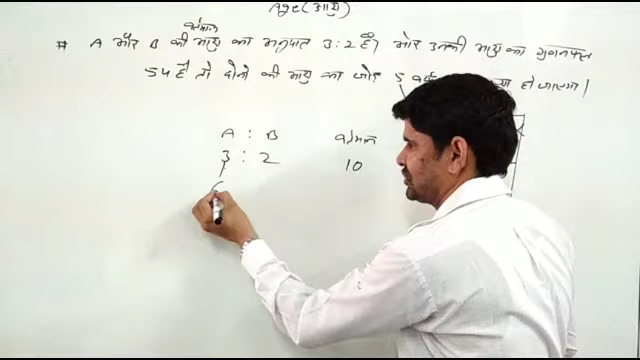 Age (आयु)
वर्तमान
# A और B की आयु का अनुपात 3 : 2 है, और उनकी आयु का गुणनफल
54 है तो दोनो की आयु का जोड़ 5 हो जाएगा।
A : B वर्तमान
3 : 2 10